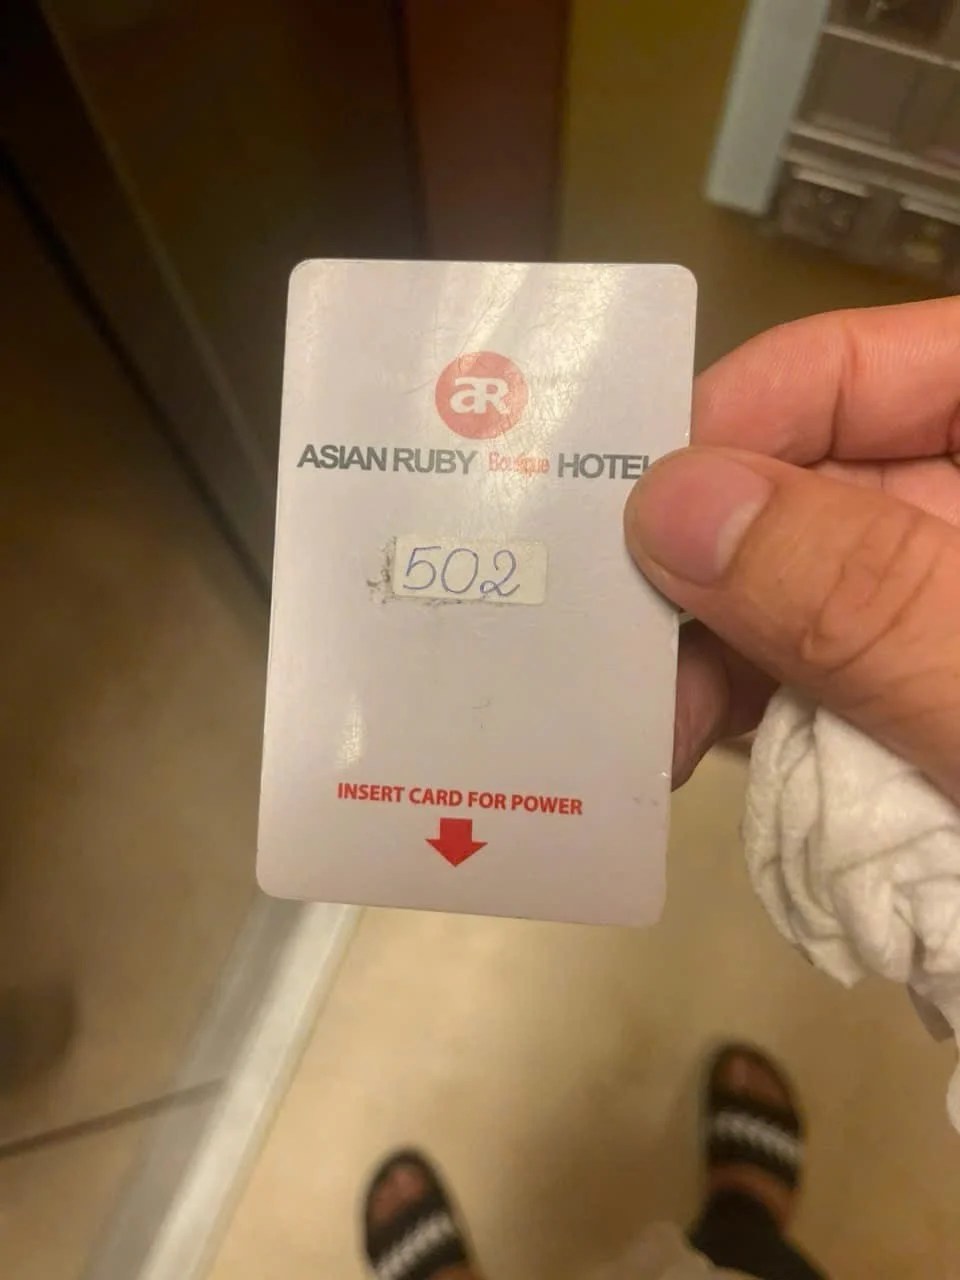 aR
ASIAN RUBY Boutique HOTEL
502
INSERT CARD FOR POWER